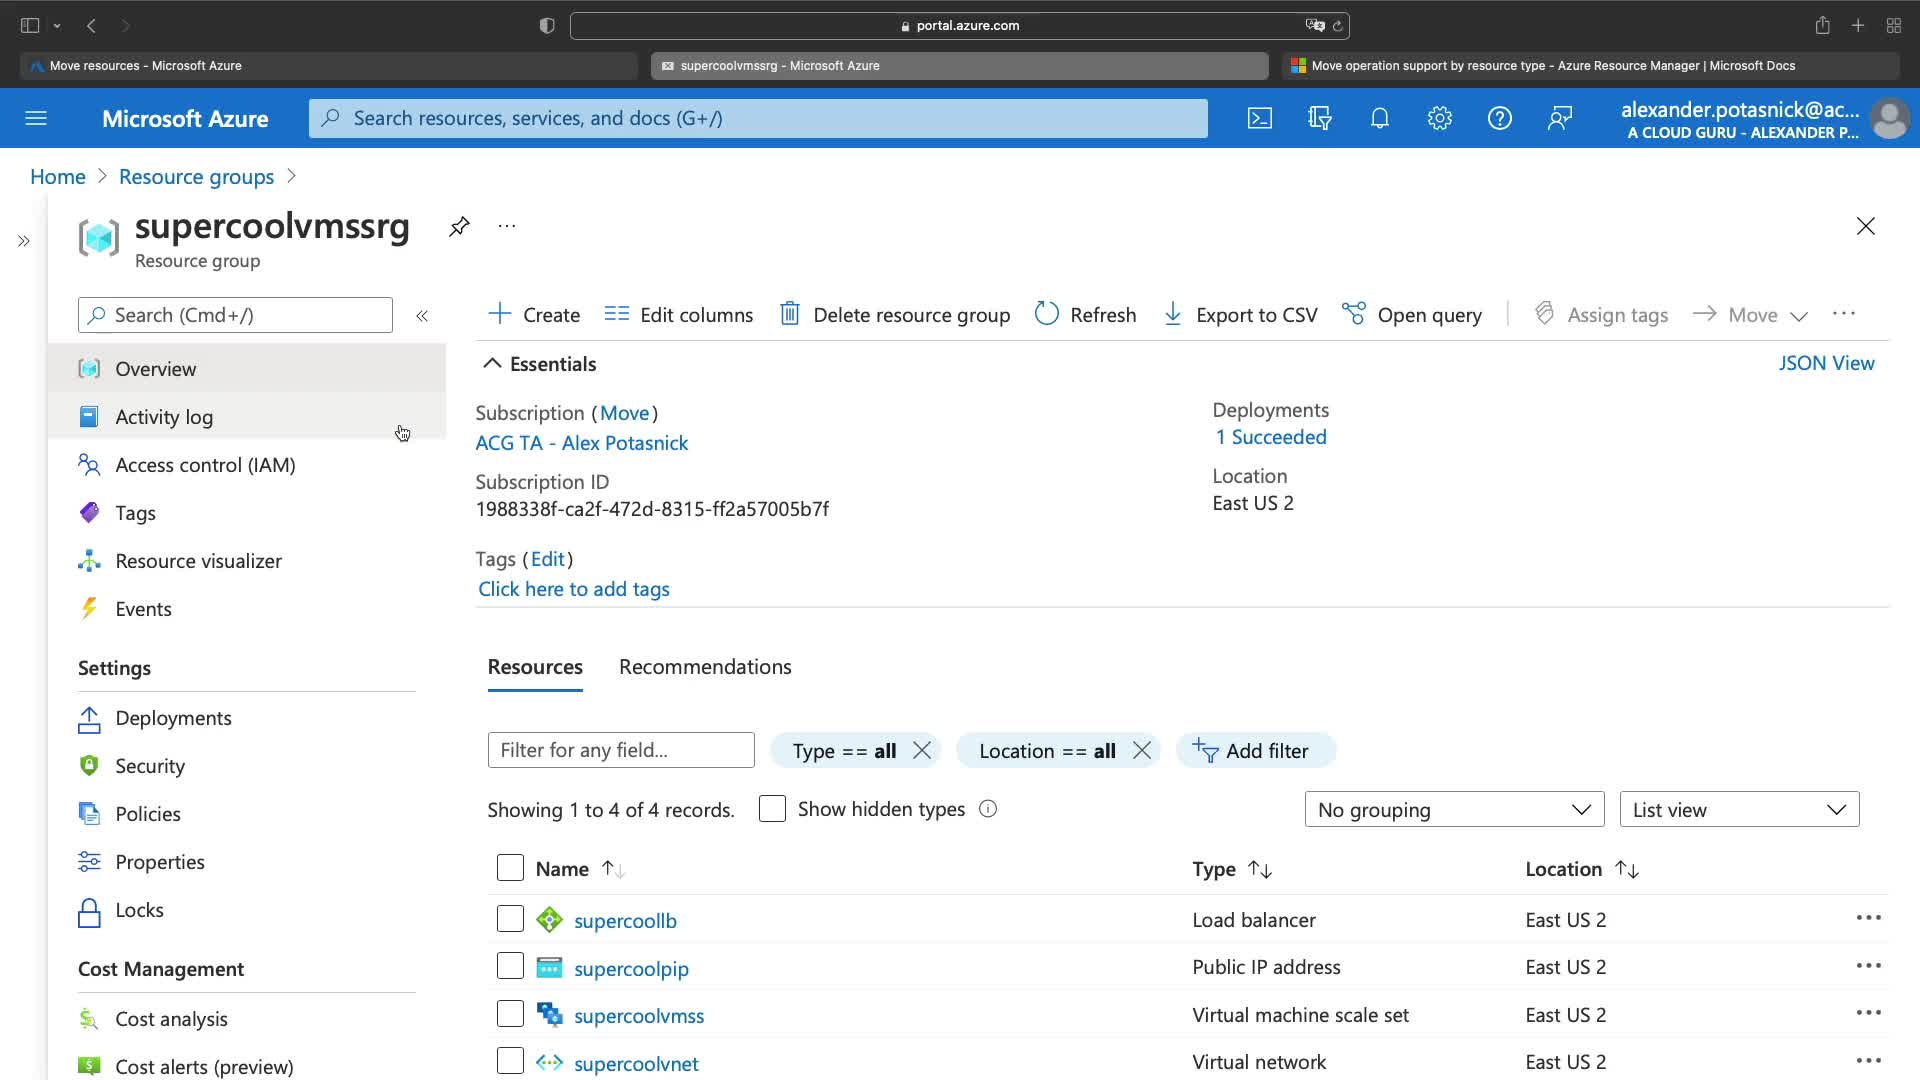 portal.azure.com
Move resources - Microsoft Azure
supercoolvmssrg - Microsoft Azure
Move operation support by resource type - Azure Resource Manager | Microsoft Docs
Microsoft Azure
Search resources, services, and docs (G+/)
alexander.potasnick@ac...
A CLOUD GURU - ALEXANDER P...
Home > Resource groups >
supercoolvmssrg
Resource group
Search (Cmd+/)
Create
Edit columns
Delete resource group
Refresh
Export to CSV
Open query
Assign tags
Move
Overview
Activity log
Access control (IAM)
Tags
Resource visualizer
Events
Settings
Deployments
Security
Policies
Properties
Locks
Cost Management
Cost analysis
Cost alerts (preview)
Essentials
JSON View
Subscription (Move)
ACG TA - Alex Potasnick
Subscription ID
1988338f-ca2f-472d-8315-ff2a57005b7f
Tags (Edit)
Click here to add tags
Deployments
1 Succeeded
Location
East US 2
Resources
Recommendations
Filter for any field...
Type == all
Location == all
Add filter
Showing 1 to 4 of 4 records.
Show hidden types
No grouping
List view
Name
Type
Location
supercoollb
Load balancer
East US 2
supercoolpip
Public IP address
East US 2
supercoolvmss
Virtual machine scale set
East US 2
supercoolvnet
Virtual network
East US 2